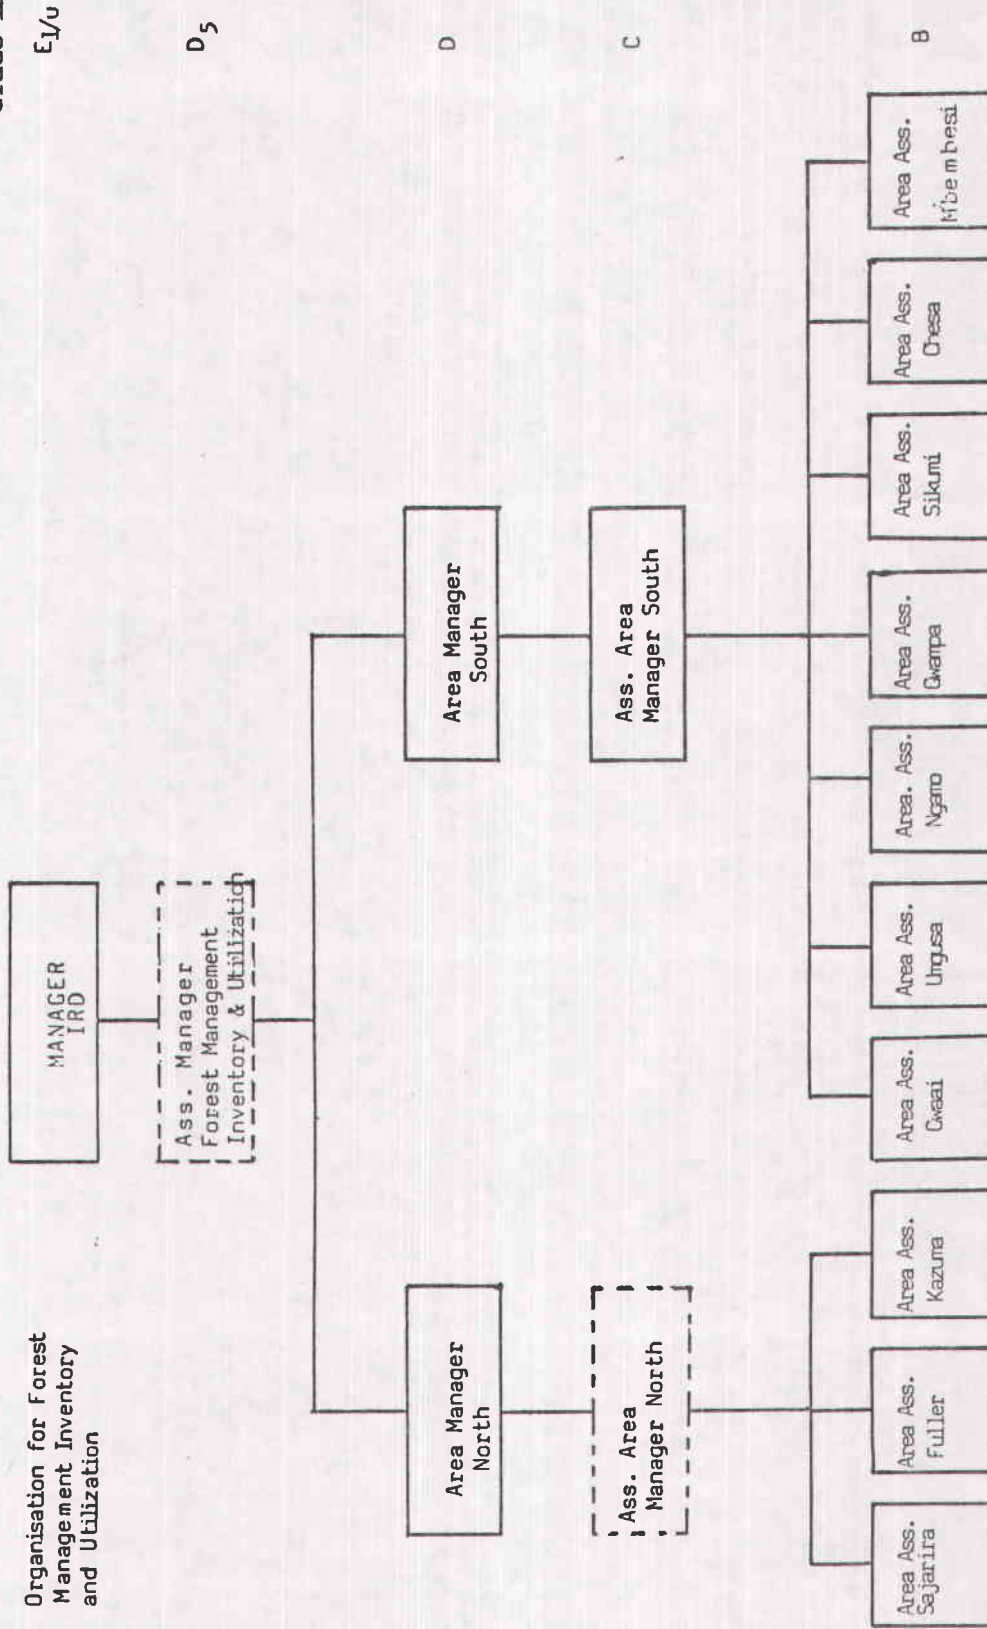 Organisation for Forest
Management Inventory
and Utilization
E1/u
MANAGER
IRD
D5
Ass. Manager
Forest Management
Inventory & Utilization
D
Area Manager
North
Area Manager
South
C
Ass. Area
Manager North
Ass. Area
Manager South
B
Area Ass.
Sajarira
Area Ass.
Fuller
Area Ass.
Kazuma
Area Ass.
Gwaai
Area Ass.
Umgusa
Area. Ass.
Ngamo
Area Ass.
Gwampa
Area Ass.
Sikumi
Area Ass.
Chesa
Area Ass.
Mbembesi